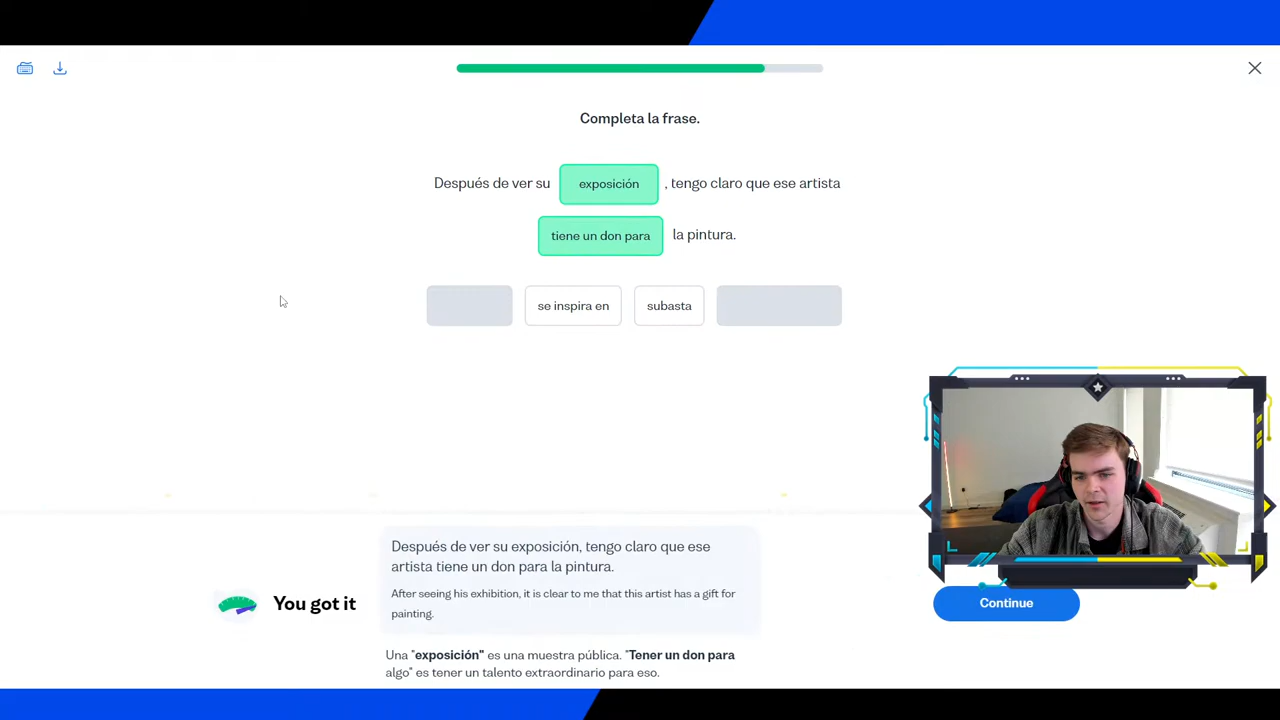 Completa la frase.
Después de ver su exposición , tengo claro que ese artista
tiene un don para la pintura.
se inspira en subasta
Después de ver su exposición, tengo claro que ese
artista tiene un don para la pintura.
After seeing his exhibition, it is clear to me that this artist has a gift for
painting.
You got it
Continue
Una "exposición" es una muestra pública. "Tener un don para
algo" es tener un talento extraordinario para eso.